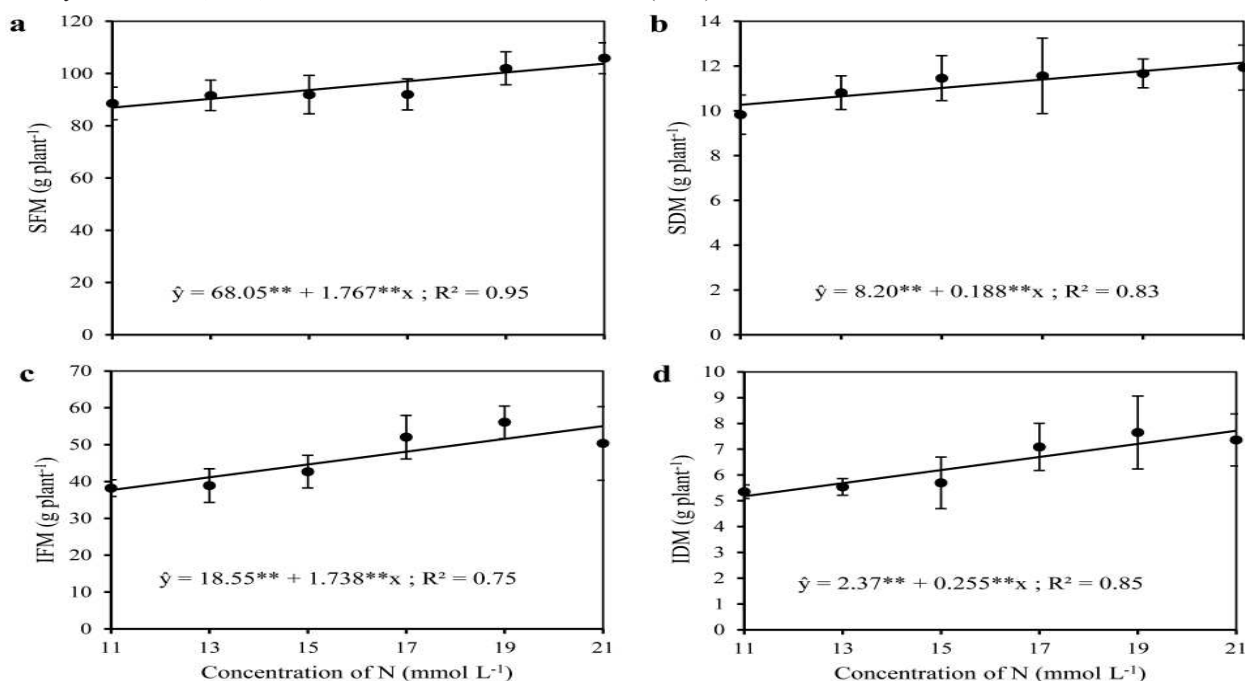 a
120
100
80
60
40
20
0
SFM (g plant-1)
ŷ = 68.05** + 1.767**x ; R² = 0.95
b
14
12
10
8
6
4
2
0
SDM (g plant-1)
ŷ = 8.20** + 0.188**x ; R² = 0.83
c
70
60
50
40
30
20
10
0
IFM (g plant-1)
ŷ = 18.55** + 1.738**x ; R² = 0.75
11 13 15 17 19 21
Concentration of N (mmol L-1)
d
10
9
8
7
6
5
4
3
2
1
0
IDM (g plant-1)
ŷ = 2.37** + 0.255**x ; R² = 0.85
11 13 15 17 19 21
Concentration of N (mmol L-1)